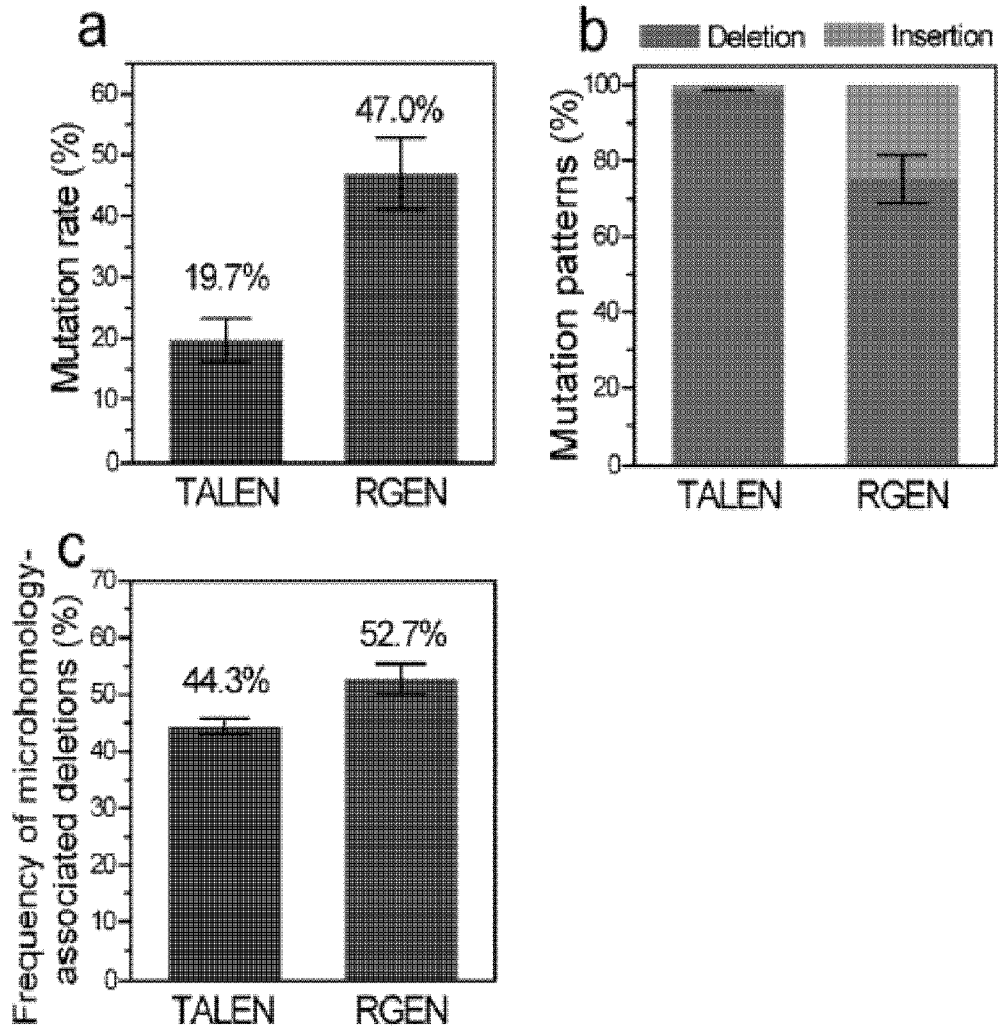 a
Mutation rate (%)
60
50
40
30
20
10
0
19.7%
47.0%
TALEN RGEN
b
Deletion Insertion
Mutation patterns (%)
100
80
60
40
20
0
TALEN RGEN
c
Frequency of microhomology-
associated deletions (%)
70
60
50
40
30
20
10
0
44.3%
52.7%
TALEN RGEN